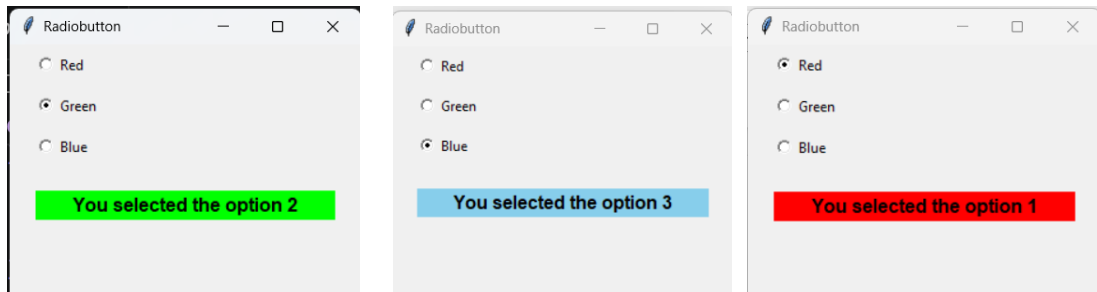 Radiobutton
Red
Green
Blue
You selected the option 2
Radiobutton
Red
Green
Blue
You selected the option 3
Radiobutton
Red
Green
Blue
You selected the option 1